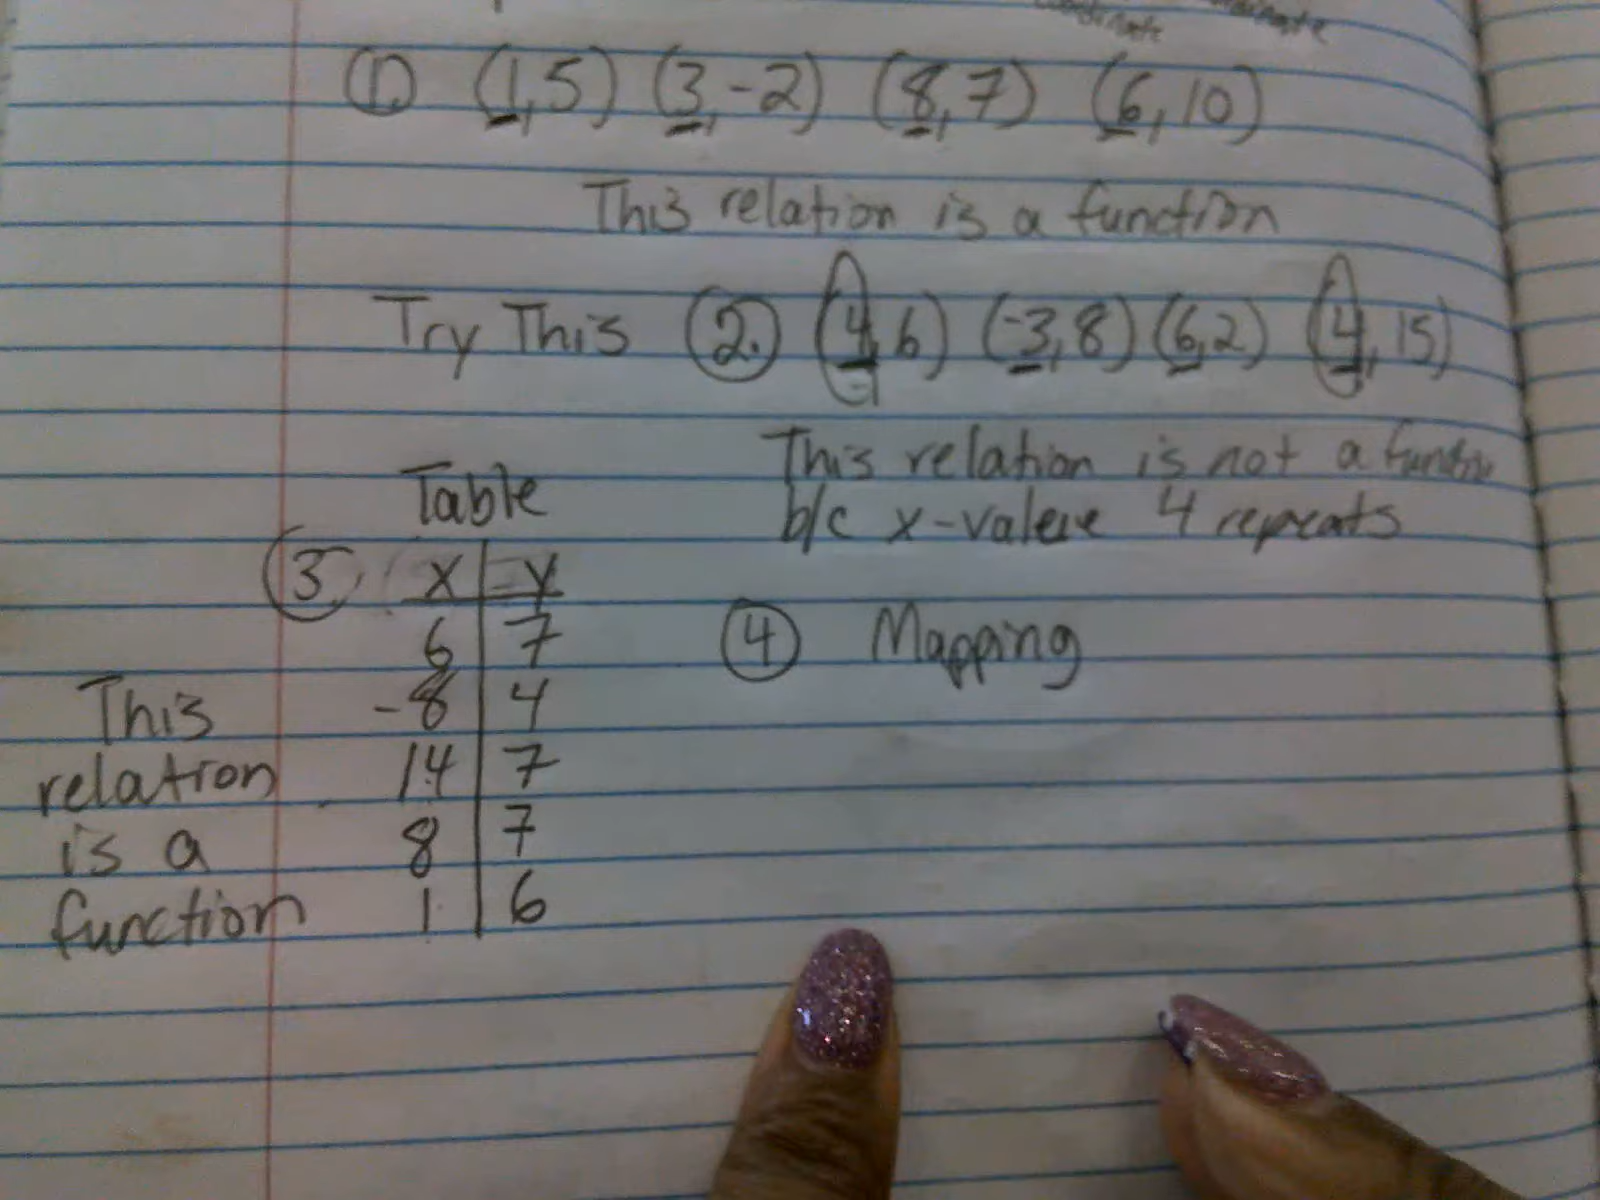 Coordinate
① (1,5) (3,-2) (8,7) (6,10)
This relation is a function
Try This ②. (4,6) (-3,8) (6,2) (4,15)
This relation is not a function
b/c x-value 4 repeats
Table
③ x | y
6 | 7
-8 | 4
14 | 7
8 | 7
1 | 6
This
relation
is a
function
④ Mapping